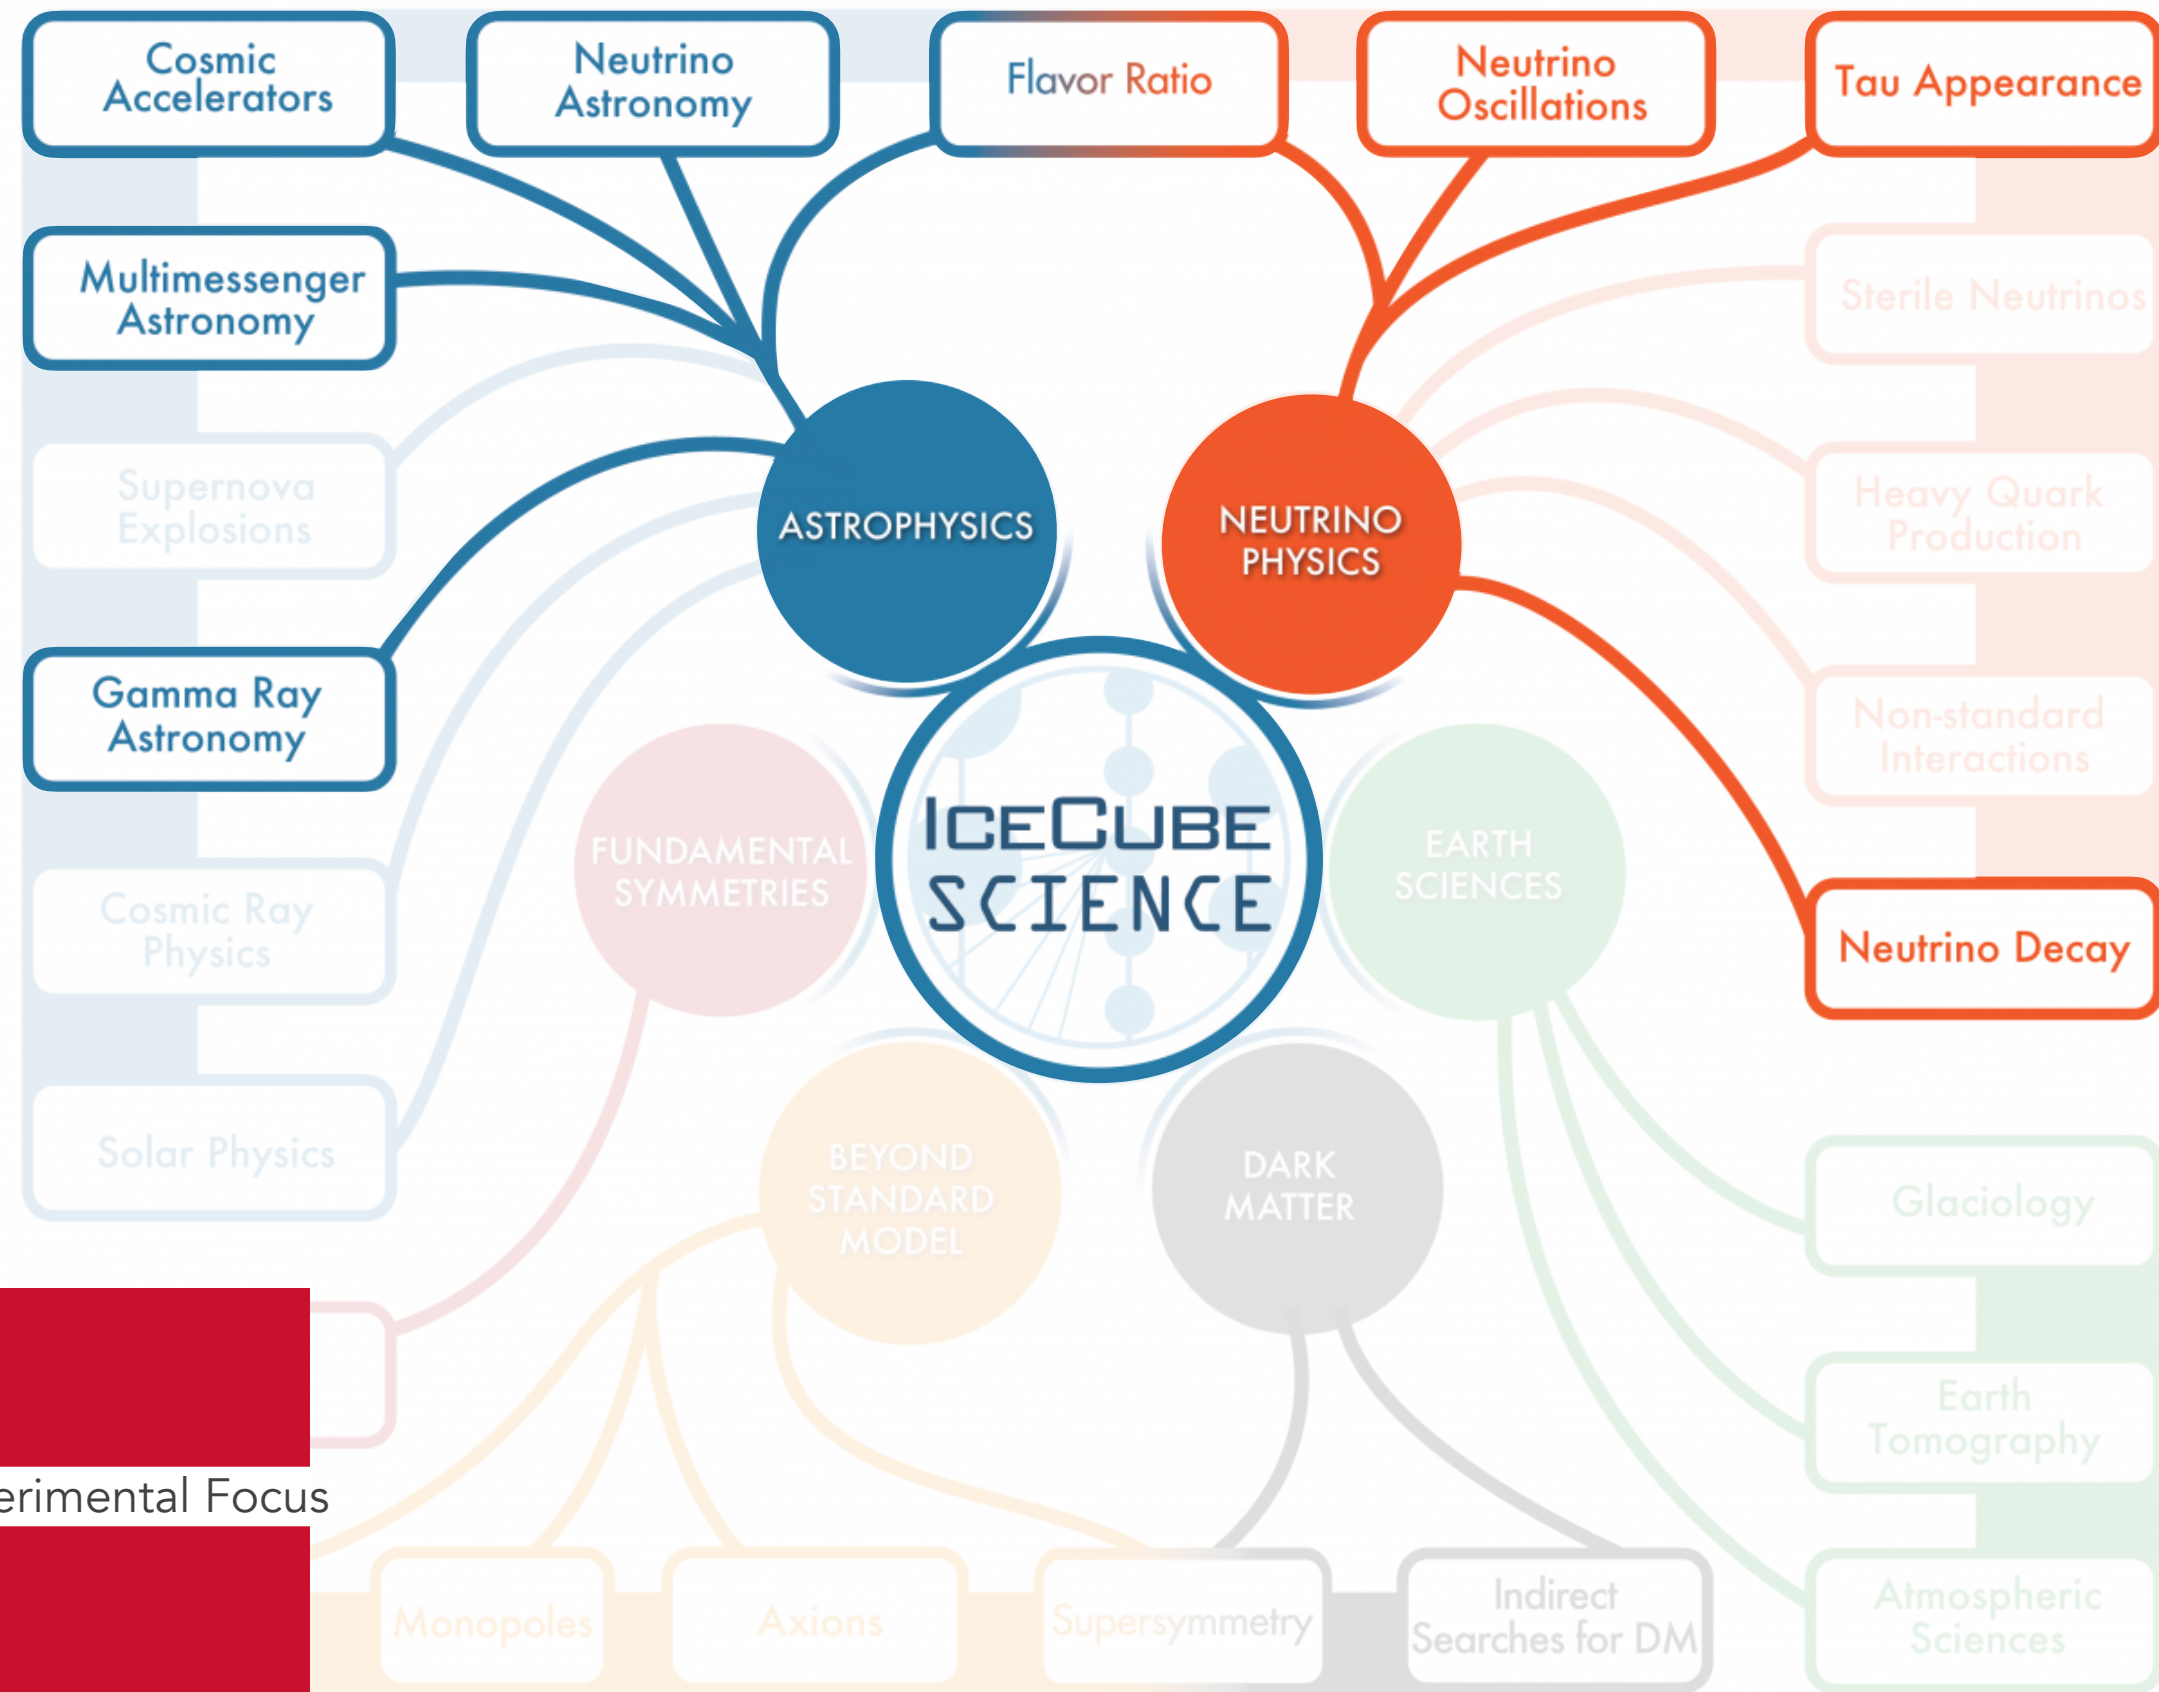 Cosmic
Accelerators
Neutrino
Astronomy
Flavor Ratio
Neutrino
Oscillations
Tau Appearance
Multimessenger
Astronomy
Sterile Neutrinos
Supernova
Explosions
ASTROPHYSICS
NEUTRINO
PHYSICS
Heavy Quark
Production
Gamma Ray
Astronomy
Non-standard
Interactions
FUNDAMENTAL
SYMMETRIES
ICECUBE
SCIENCE
EARTH
SCIENCES
Cosmic Ray
Physics
Neutrino Decay
Solar Physics
BEYOND
STANDARD
MODEL
DARK
MATTER
Glaciology
Earth
Tomography
erimental Focus
Monopoles
Axions
Supersymmetry
Indirect
Searches for DM
Atmospheric
Sciences